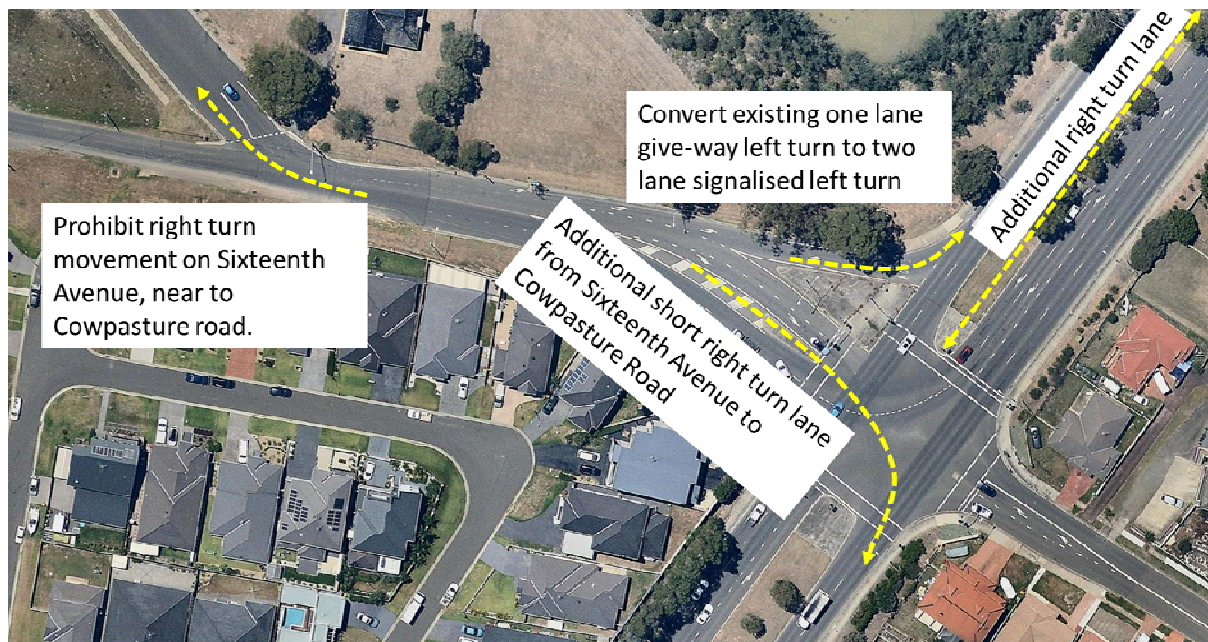 Additional right turn lane
Convert existing one lane
give-way left turn to two
lane signalised left turn
Prohibit right turn
movement on Sixteenth
Avenue, near to
Cowpasture road.
Additional short right turn lane
from Sixteenth Avenue to
Cowpasture Road